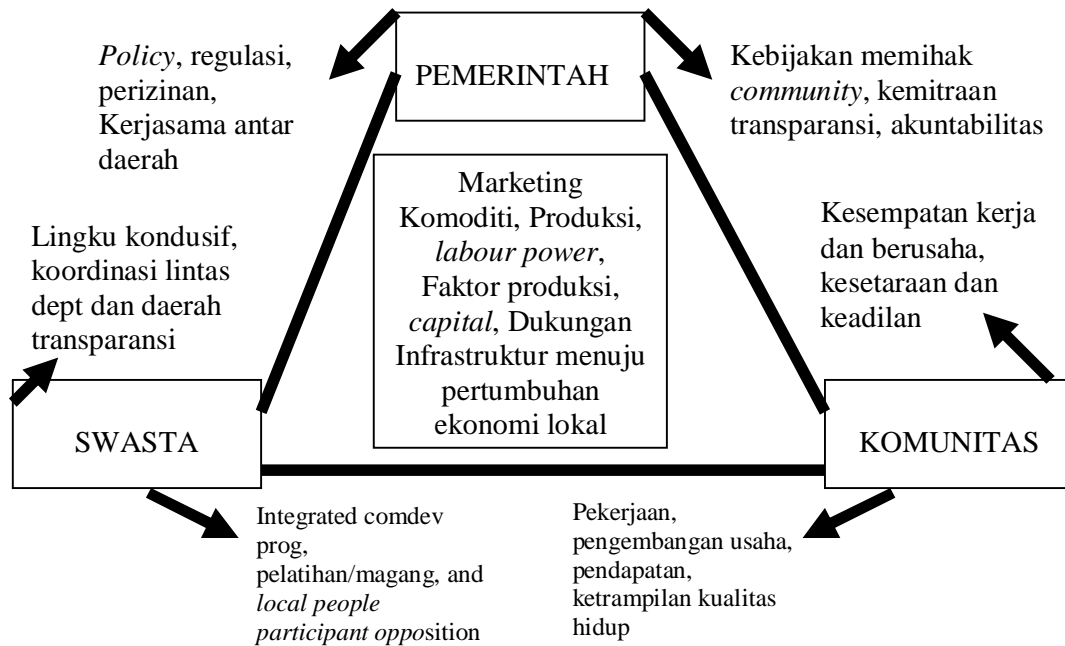 Policy, regulasi,
perizinan,
Kerjasama antar
daerah
PEMERINTAH
Kebijakan memihak
community, kemitraan
transparansi, akuntabilitas
Marketing
Komoditi, Produksi,
labour power,
Faktor produksi,
capital, Dukungan
Infrastruktur menuju
pertumbuhan
ekonomi lokal
Lingku kondusif,
koordinasi lintas
dept dan daerah
transparansi
Kesempatan kerja
dan berusaha,
kesetaraan dan
keadilan
SWASTA
KOMUNITAS
Integrated comdev
prog,
pelatihan/magang, and
local people
participant opposition
Pekerjaan,
pengembangan usaha,
pendapatan,
ketrampilan kualitas
hidup